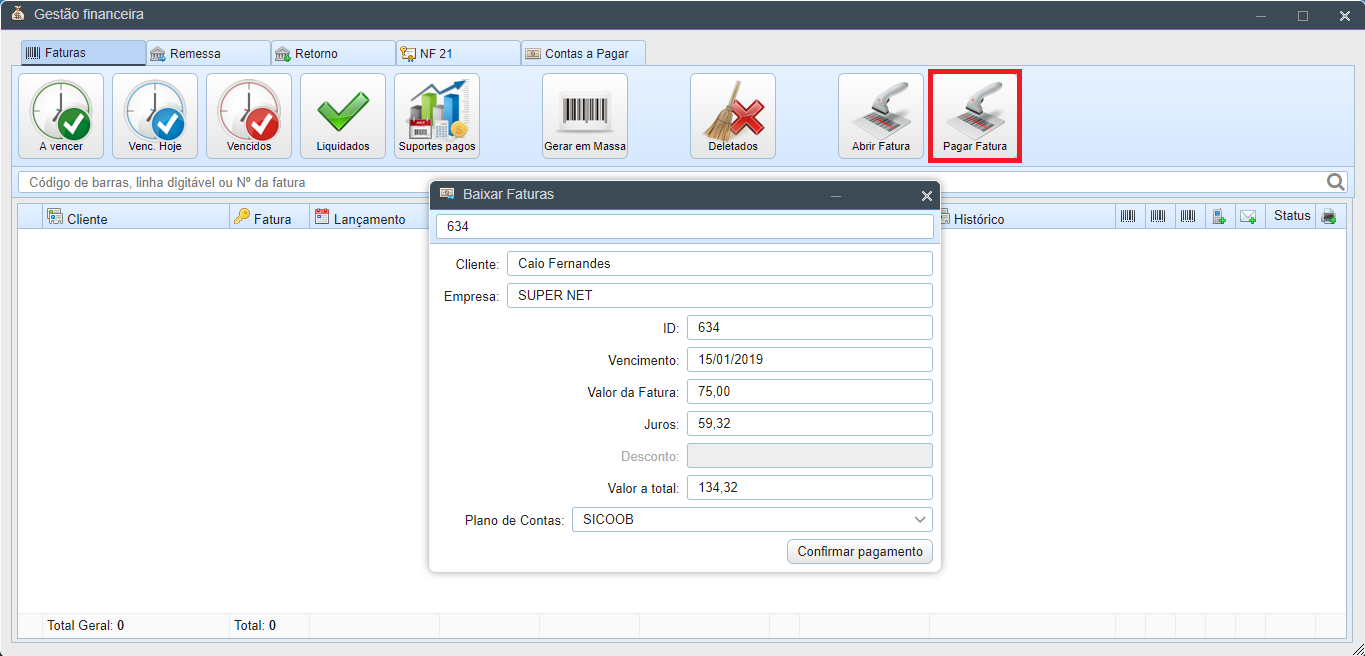 Gestão financeira
Faturas
Remessa
Retorno
NF 21
Contas a Pagar
A vencer
Venc. Hoje
Vencidos
Liquidados
Suportes pagos
Gerar em Massa
Deletados
Abrir Fatura
Pagar Fatura
Código de barras, linha digitável ou Nº da fatura
Cliente
Fatura
Lançamento
Histórico
Status
Baixar Faturas
634
Cliente: Caio Fernandes
Empresa: SUPER NET
ID: 634
Vencimento: 15/01/2019
Valor da Fatura: 75,00
Juros: 59,32
Desconto:
Valor a total: 134,32
Plano de Contas: SICOOB
Confirmar pagamento
Total Geral: 0
Total: 0